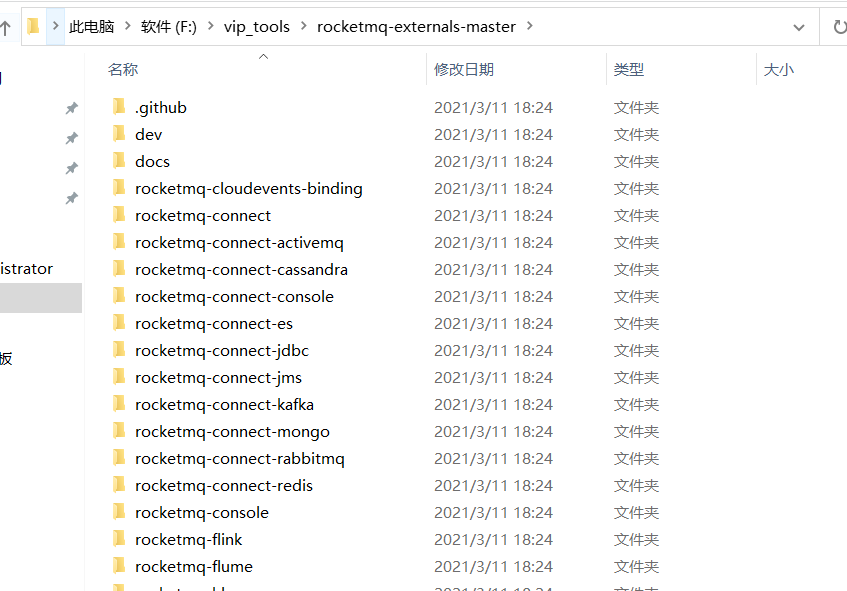 此电脑 > 软件 (F:) > vip_tools > rocketmq-externals-master >
名称 修改日期 类型 大小
.github 2021/3/11 18:24 文件夹
dev 2021/3/11 18:24 文件夹
docs 2021/3/11 18:24 文件夹
rocketmq-cloudevents-binding 2021/3/11 18:24 文件夹
rocketmq-connect 2021/3/11 18:24 文件夹
rocketmq-connect-activemq 2021/3/11 18:24 文件夹
istrator rocketmq-connect-cassandra 2021/3/11 18:24 文件夹
rocketmq-connect-console 2021/3/11 18:24 文件夹
rocketmq-connect-es 2021/3/11 18:24 文件夹
板 rocketmq-connect-jdbc 2021/3/11 18:24 文件夹
rocketmq-connect-jms 2021/3/11 18:24 文件夹
rocketmq-connect-kafka 2021/3/11 18:24 文件夹
rocketmq-connect-mongo 2021/3/11 18:24 文件夹
rocketmq-connect-rabbitmq 2021/3/11 18:24 文件夹
rocketmq-connect-redis 2021/3/11 18:24 文件夹
rocketmq-console 2021/3/11 18:24 文件夹
rocketmq-flink 2021/3/11 18:24 文件夹
rocketmq-flume 2021/3/11 18:24 文件夹